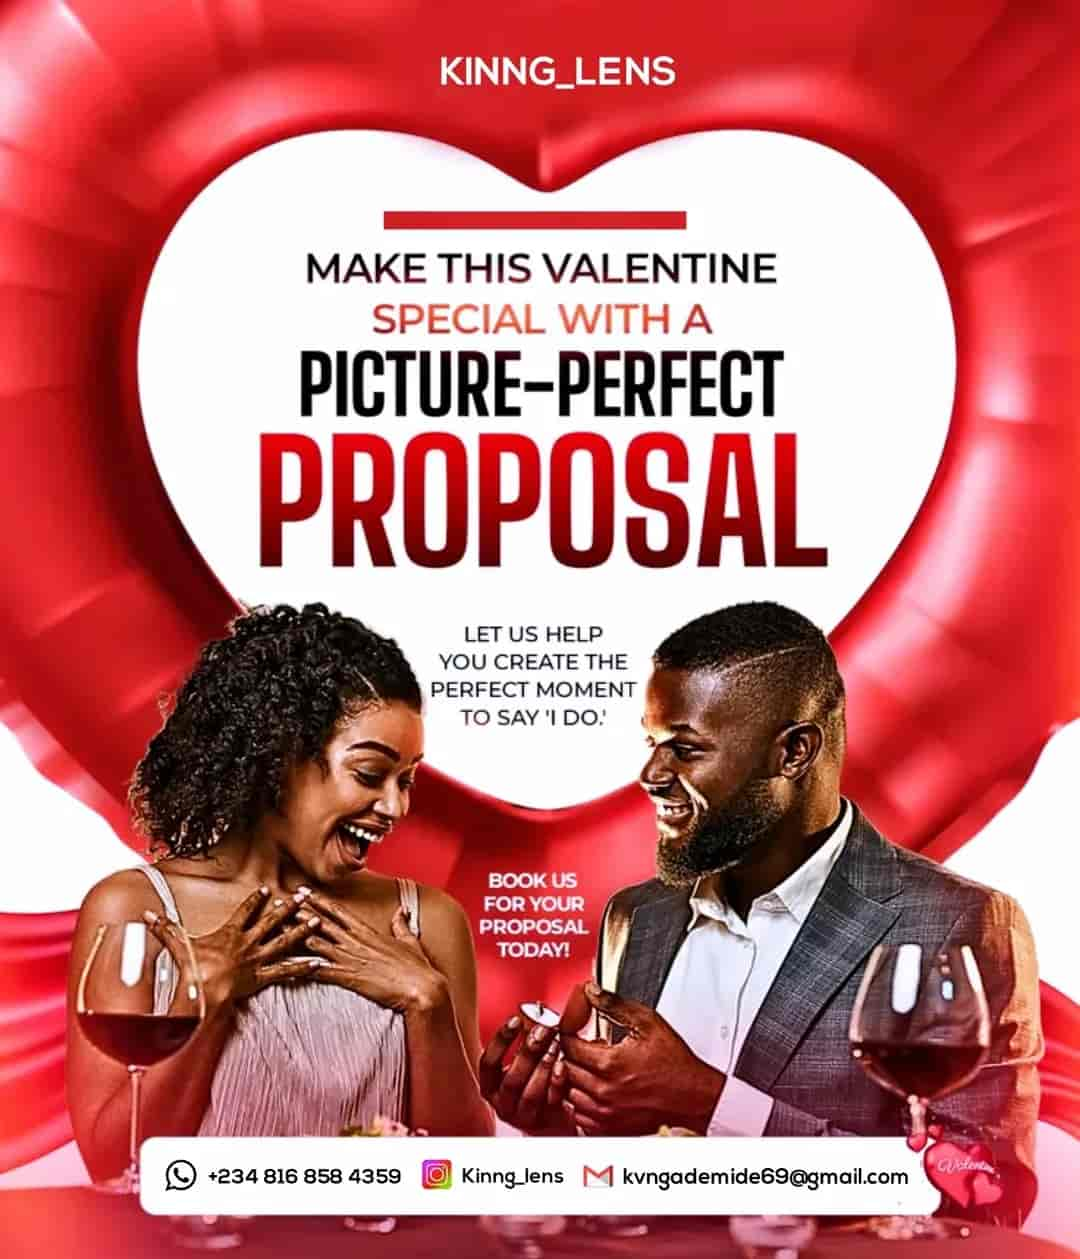 KINNG_LENS
MAKE THIS VALENTINE
SPECIAL WITH A
PICTURE-PERFECT
PROPOSAL
LET US HELP
YOU CREATE THE
PERFECT MOMENT
TO SAY 'I DO.'
BOOK US
FOR YOUR
PROPOSAL
TODAY!
+234 816 858 4359 Kinng_lens kvngademide69@gmail.com